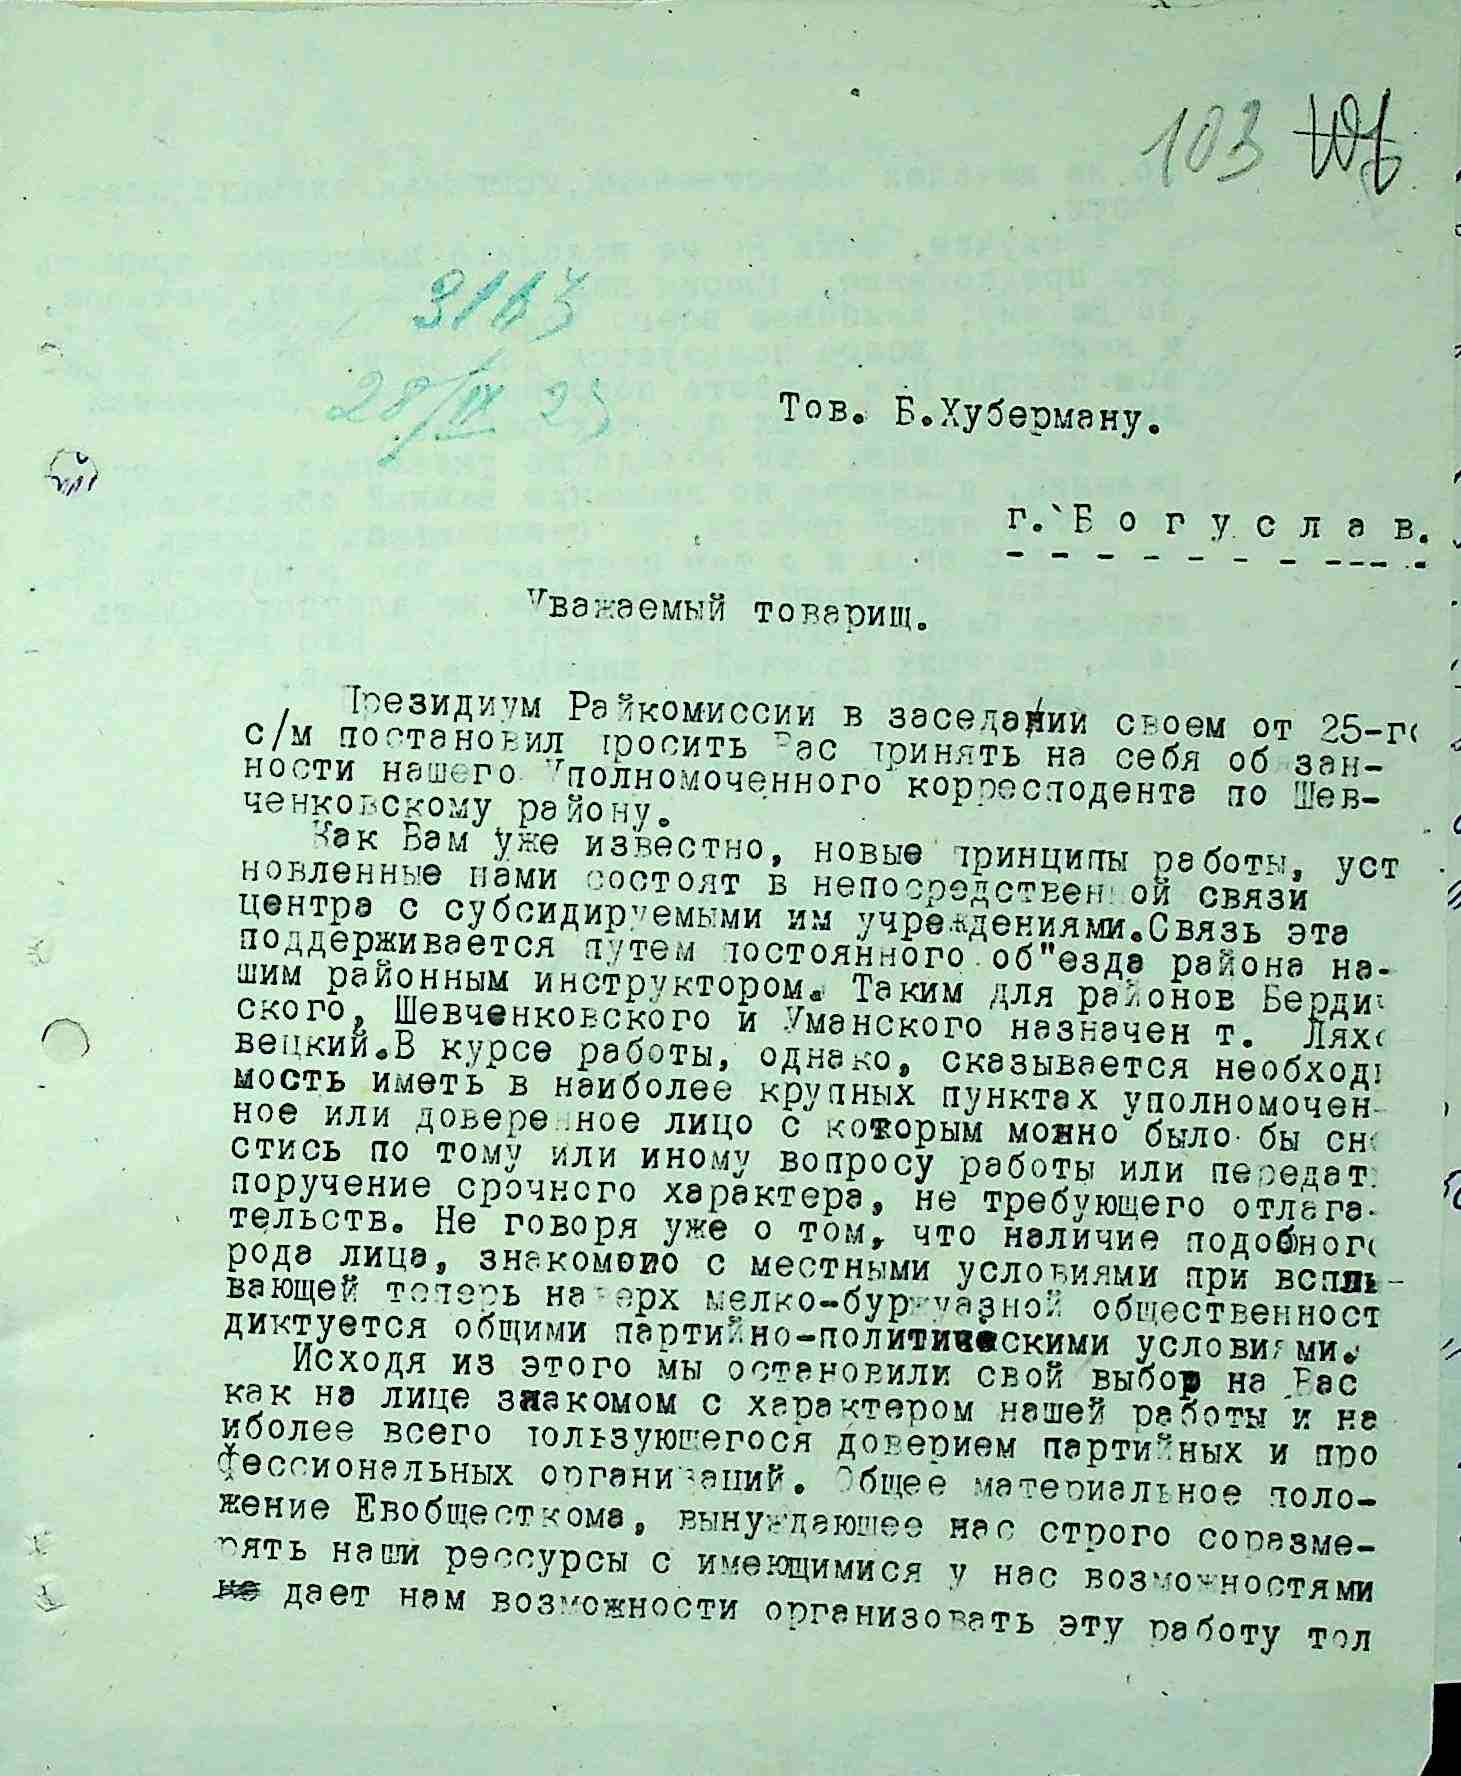 103 106
3163
28/IX 23
Тов. Б.Хуберману.
г. Б о г у с л а в.
Уважаемый товарищ.
Президиум Райкомиссии в заседании своем от 25-го
с/м постановил просить Вас принять на себя обязан-
ности нашего Уполномоченного корреспондента по Шев-
ченковскому району.
Как Вам уже известно, новые принципы работы, уст
новленные нами состоят в непосредственной связи
центра с субсидируемыми им учреждениями.Связь эта
поддерживается путем постоянного об"езда района на-
шим районным инструктором. Таким для районов Берди
ского, Шевченковского и Уманского назначен т. Ляхо
вецкий.В курсе работы, однако, сказывается необходи
мость иметь в наиболее крупных пунктах уполномочен-
ное или доверенное лицо с которым можно было бы сне
стись по тому или иному вопросу работы или передат
поручение срочного характера, не требующего отлага-
тельств. Не говоря уже о том, что наличие подобного
рода лица, знакомого с местными условиями при всплы-
вающей теперь наверх мелко-буржуазной общественност
диктуется общими партийно-политическими условиями.
Исходя из этого мы остановили свой выбор на Вас
как на лице знакомом с характером нашей работы и на
иболее всего пользующегося доверием партийных и про
фессиональных организаций. Общее материальное поло-
жение Евобщесткома, вынуждающее нас строго соразме-
рять наши рессурсы с имеющимися у нас возможностями
не дает нам возможности организовать эту работу тол